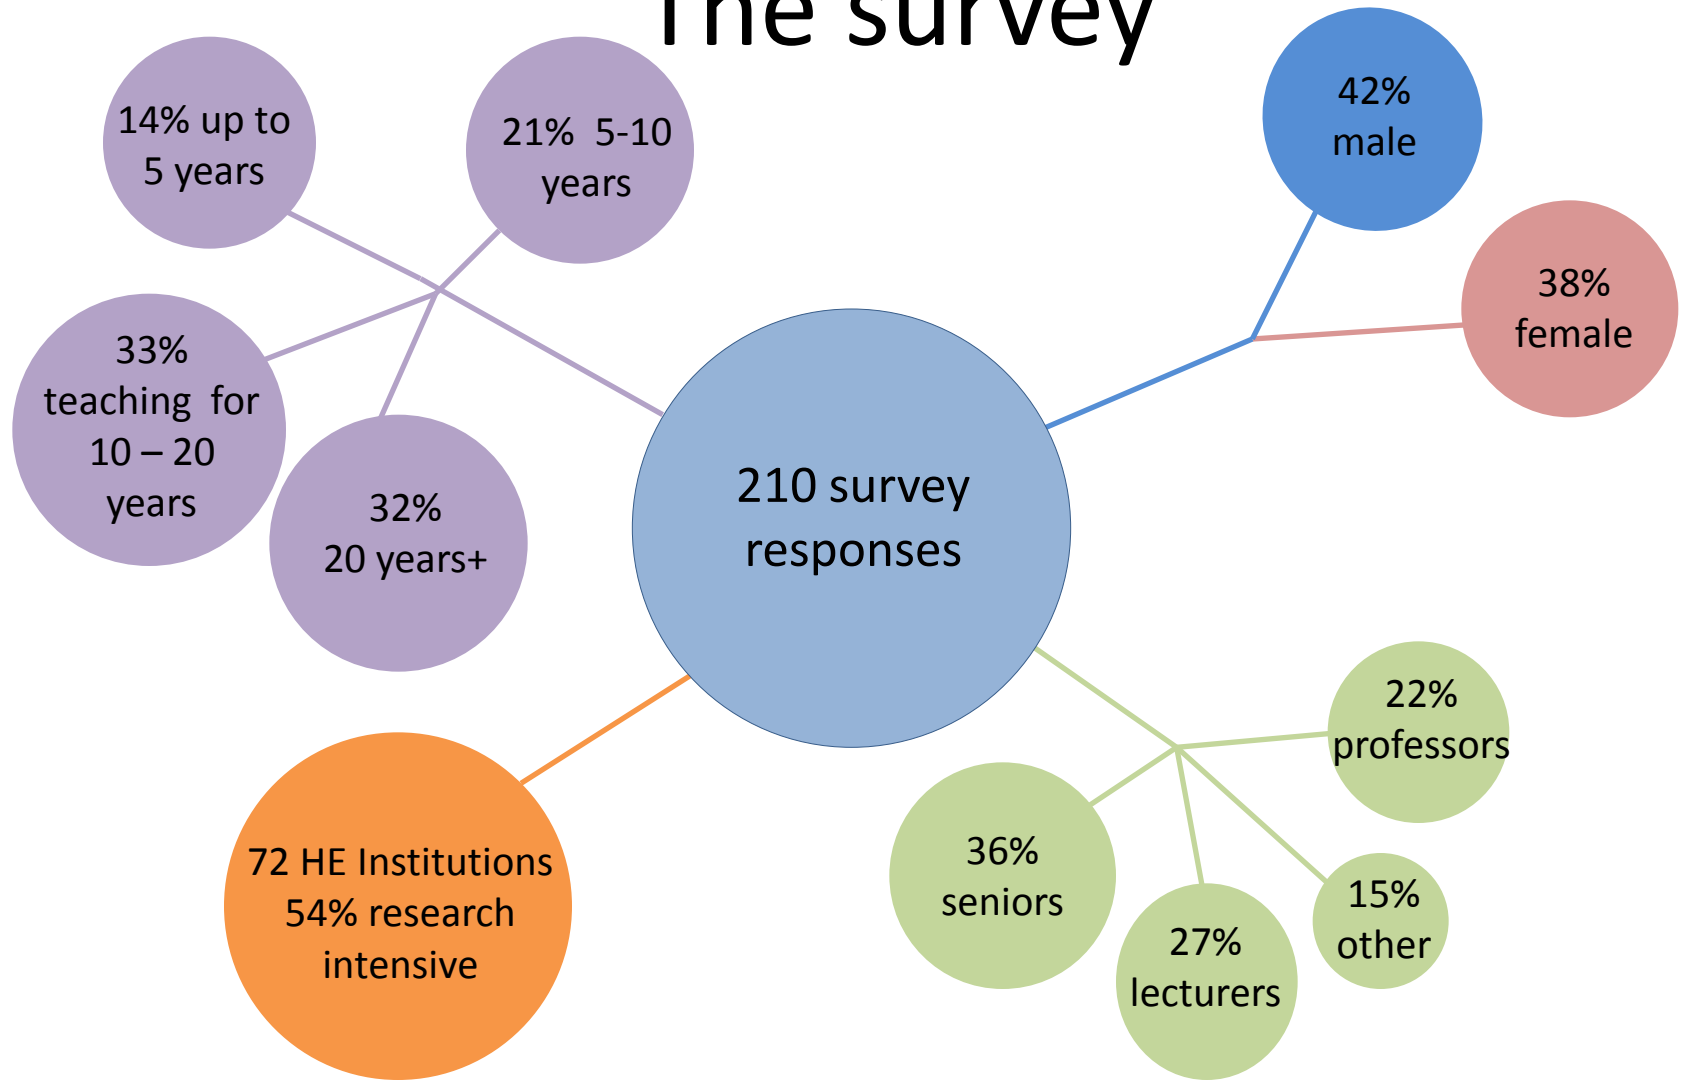 The survey
14% up to
5 years
21% 5-10
years
42%
male
38%
female
33%
teaching for
10 – 20
years
32%
20 years+
210 survey
responses
72 HE Institutions
54% research
intensive
36%
seniors
27%
lecturers
15%
other
22%
professors